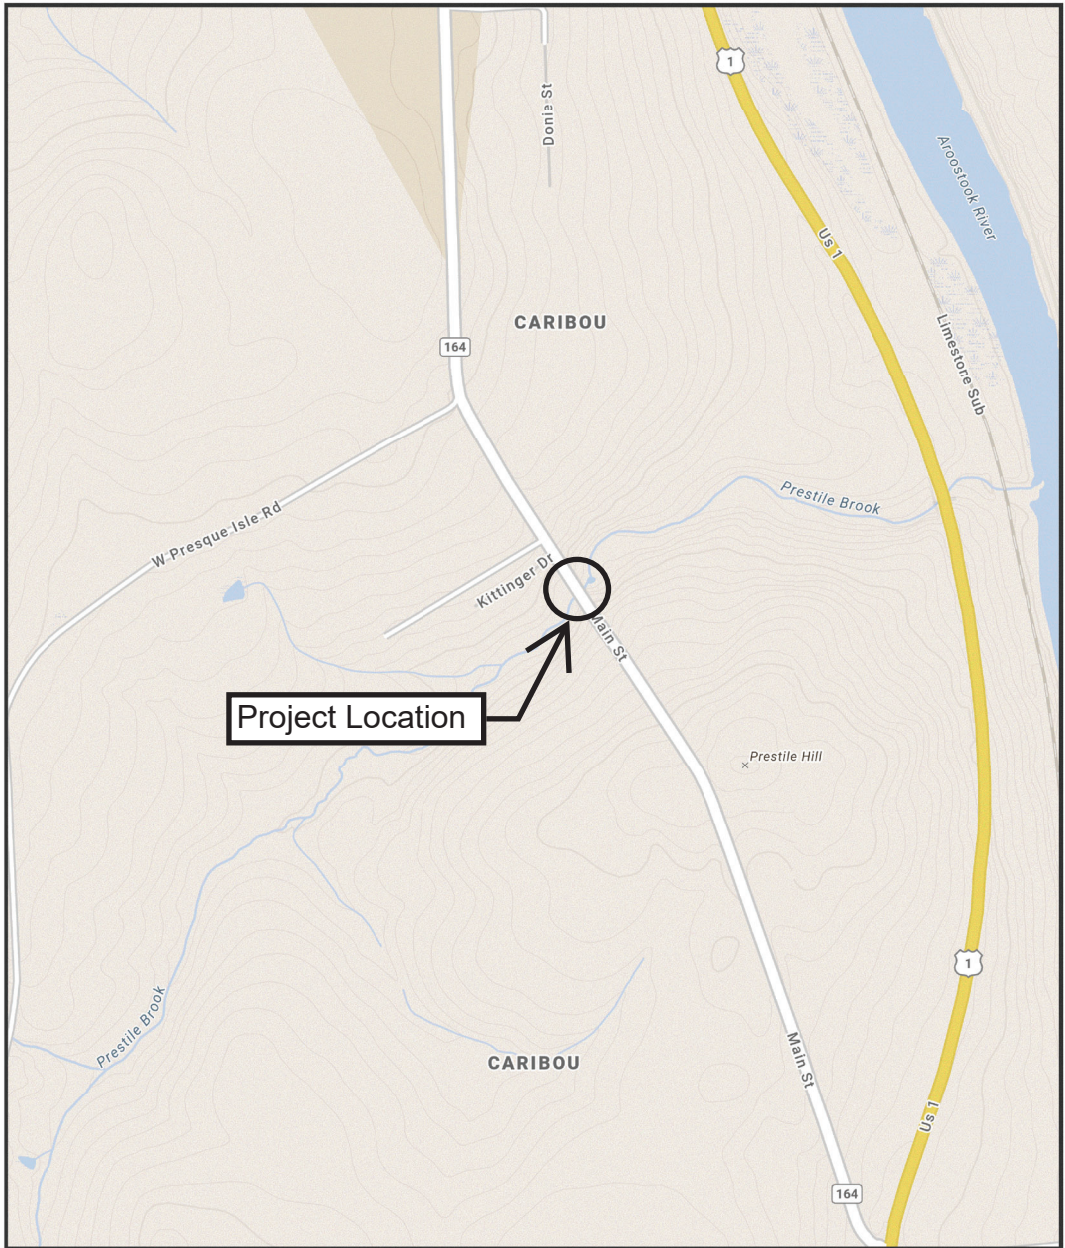 1
Donie St
Aroostook River
Us 1
CARIBOU
Limestore Sub
164
Prestile Brook
W Presque Isle Rd
Kittinger Dr
Main St
Project Location
Prestile Hill
1
Prestile Brook
Main St
CARIBOU
Us 1
164